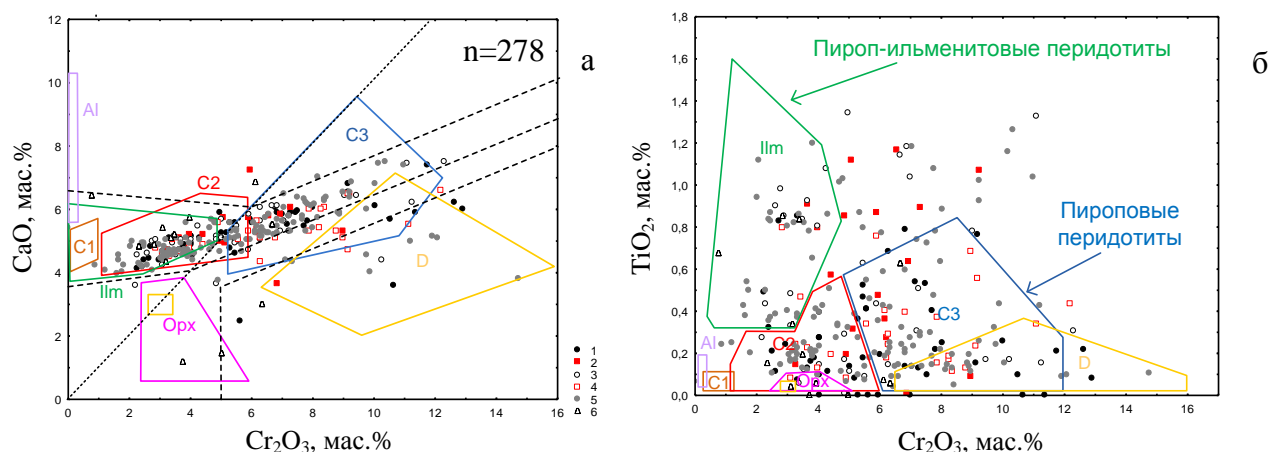 n=278
а
CaO, мас.%
12
10
8
6
4
2
0
Al
C1
Ilm
C2
C3
D
Opx
0 2 4 6 8 10 12 14 16
Cr₂O₃, мас.%
1
2
3
4
5
6
б
TiO₂, мас.%
1,8
1,6
1,4
1,2
1,0
0,8
0,6
0,4
0,2
0,0
Пироп-ильменитовые перидотиты
Ilm
Пироповые
перидотиты
C3
C2
D
Al
C1
Opx
0 2 4 6 8 10 12 14 16
Cr₂O₃, мас.%